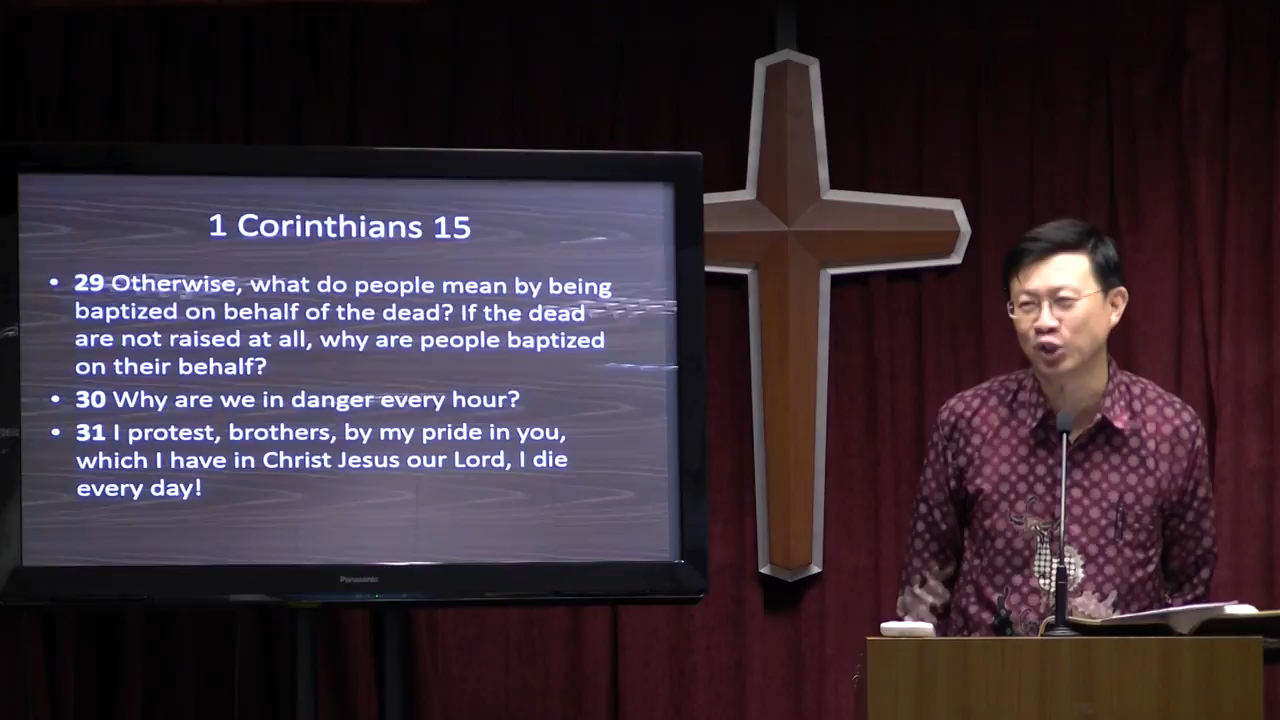 1 Corinthians 15
• 29 Otherwise, what do people mean by being
baptized on behalf of the dead? If the dead
are not raised at all, why are people baptized
on their behalf?
• 30 Why are we in danger every hour?
• 31 I protest, brothers, by my pride in you,
which I have in Christ Jesus our Lord, I die
every day!
Panasonic